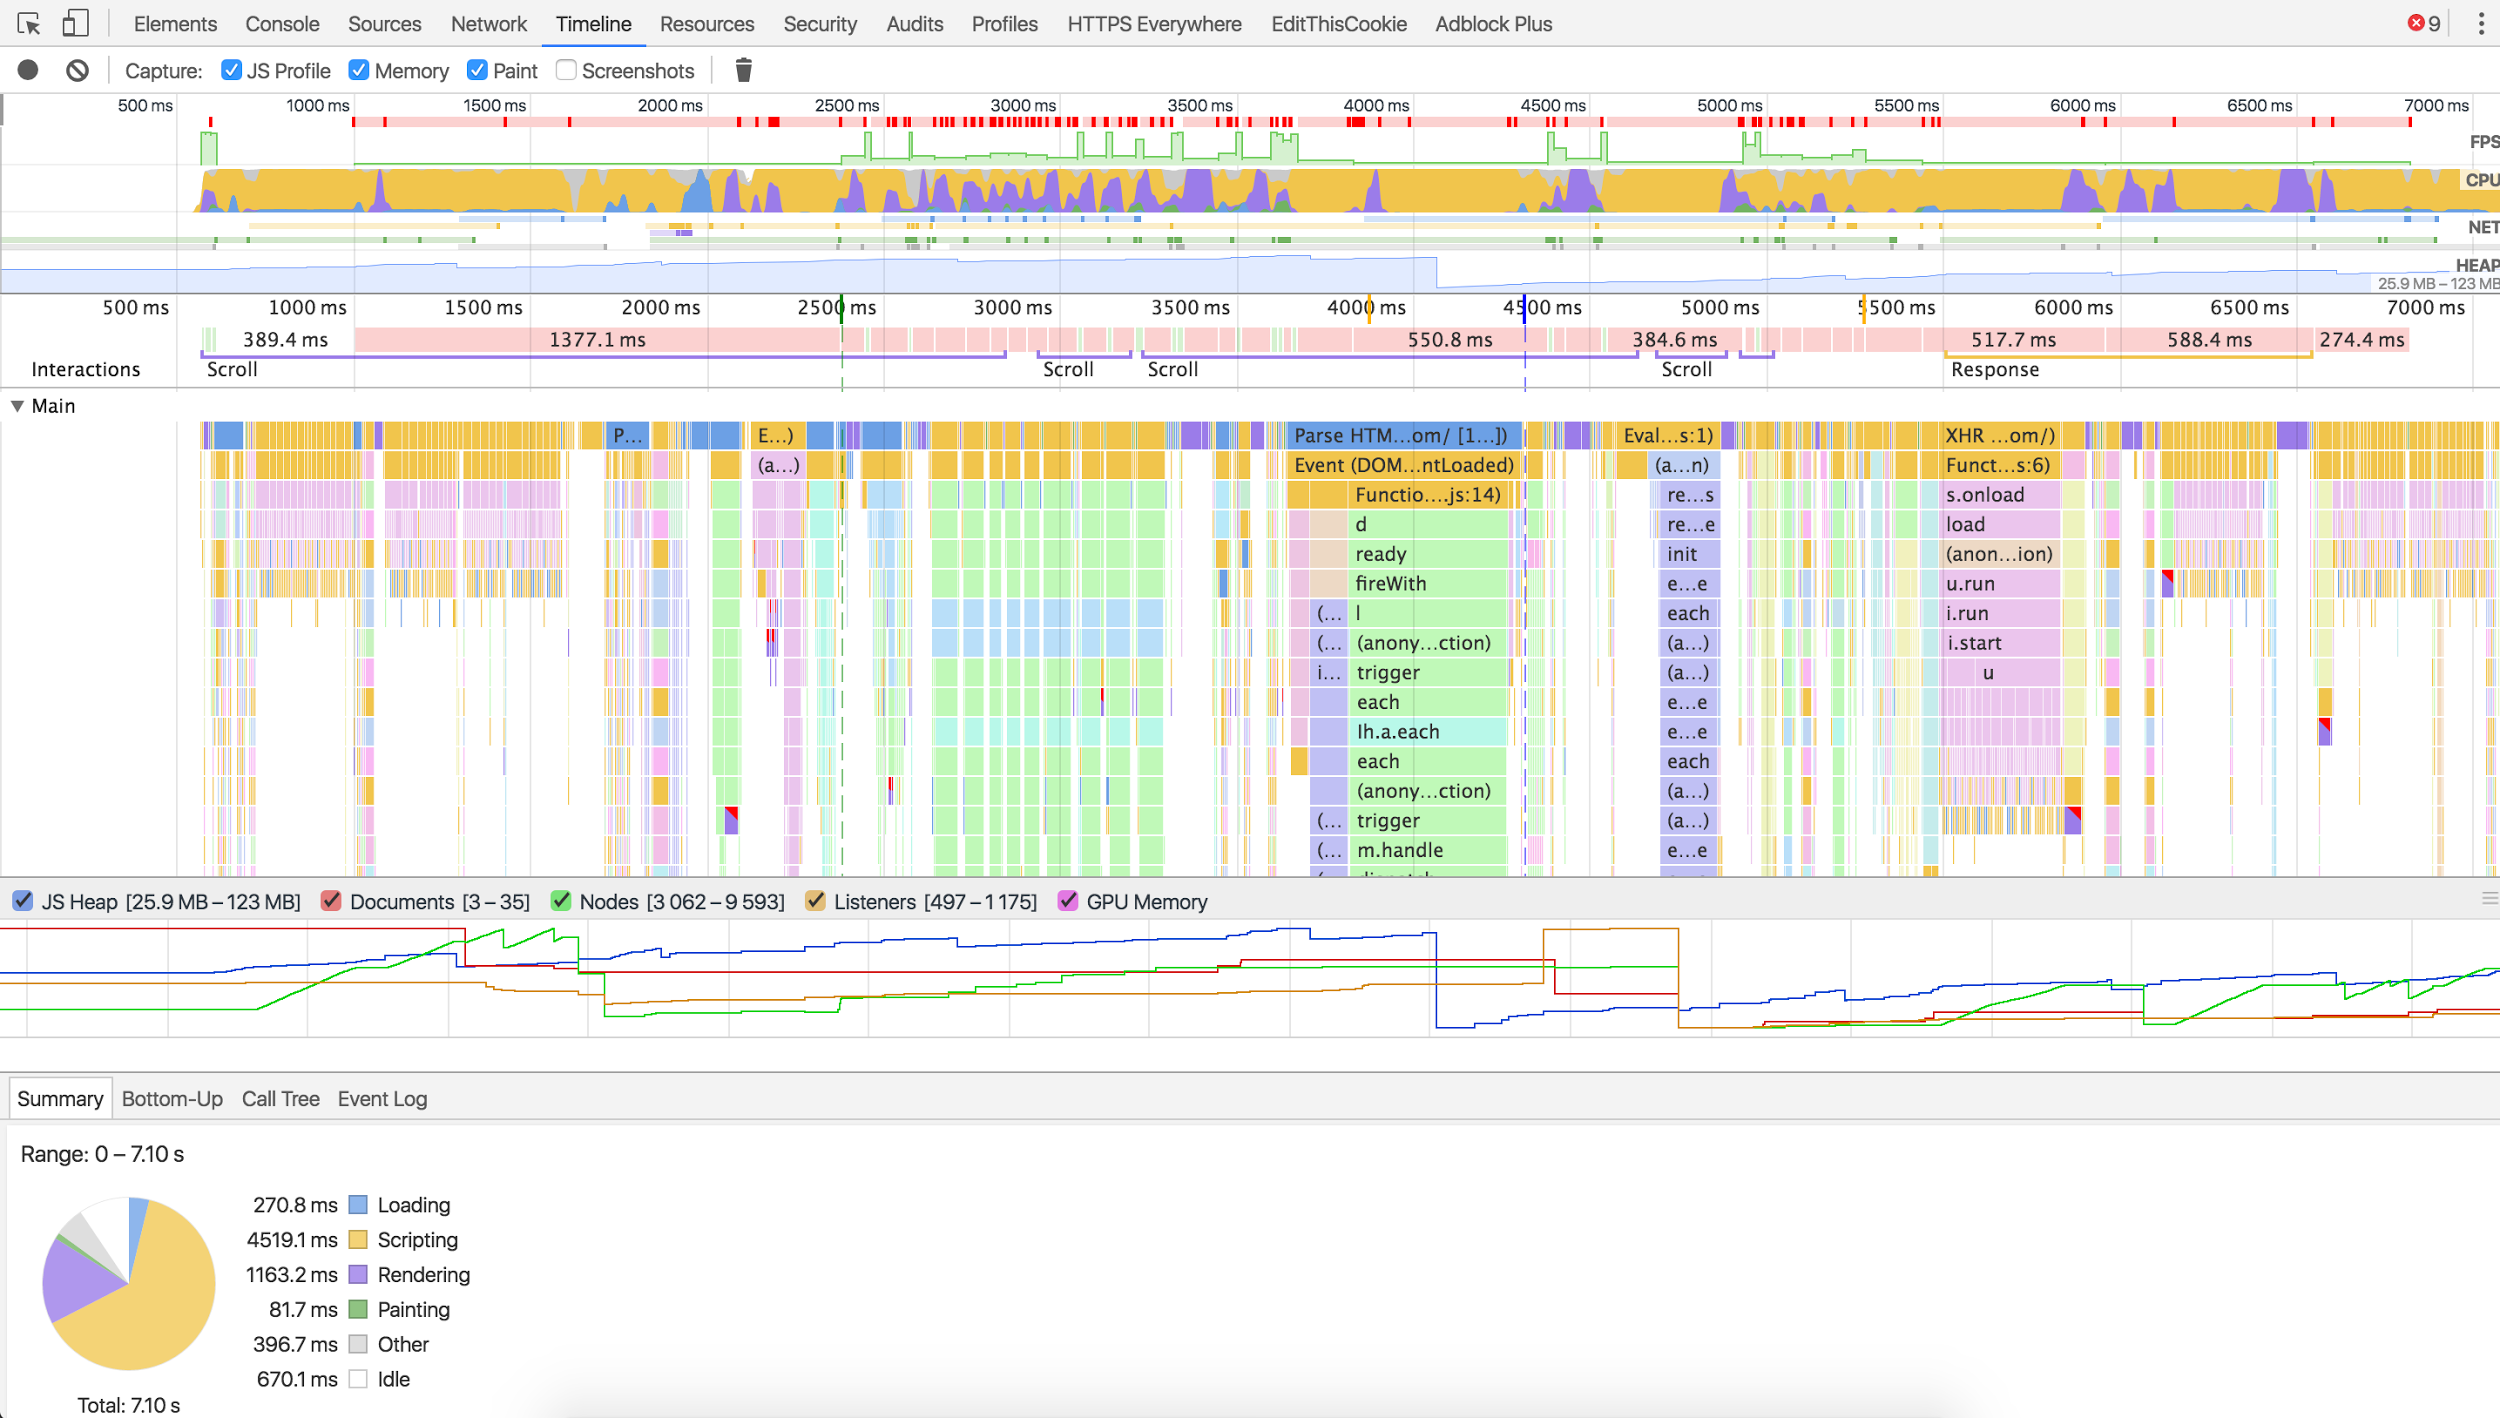 Elements Console Sources Network Timeline Resources Security Audits Profiles HTTPS Everywhere EditThisCookie Adblock Plus 9
Capture: JS Profile Memory Paint Screenshots
500 ms 1000 ms 1500 ms 2000 ms 2500 ms 3000 ms 3500 ms 4000 ms 4500 ms 5000 ms 5500 ms 6000 ms 6500 ms 7000 ms
FPS
CPU
NET
HEAP
25.9 MB – 123 MB
500 ms 1000 ms 1500 ms 2000 ms 2500 ms 3000 ms 3500 ms 4000 ms 4500 ms 5000 ms 5500 ms 6000 ms 6500 ms 7000 ms
389.4 ms 1377.1 ms 550.8 ms 384.6 ms 517.7 ms 588.4 ms 274.4 ms
Interactions Scroll Scroll Scroll Scroll Response
Main
P... E...) Parse HTM...om/ [1...]) Eval...s:1) XHR ...om/)
(a...) Event (DOM...ntLoaded) (a...n) Funct...s:6)
Functio....js:14) re...s s.onload
d re...e load
ready init (anon...ion)
fireWith e...e u.run
(... l each i.run
(... (anony...ction) (a...) i.start
i... trigger (a...) u
each e...e
lh.a.each e...e
each each
(anony...ction) (a...)
(... trigger (a...)
(... m.handle e...e
JS Heap [25.9 MB – 123 MB] Documents [3 – 35] Nodes [3 062 – 9 593] Listeners [497 – 1 175] GPU Memory
Summary Bottom-Up Call Tree Event Log
Range: 0 – 7.10 s
270.8 ms Loading
4519.1 ms Scripting
1163.2 ms Rendering
81.7 ms Painting
396.7 ms Other
670.1 ms Idle
Total: 7.10 s